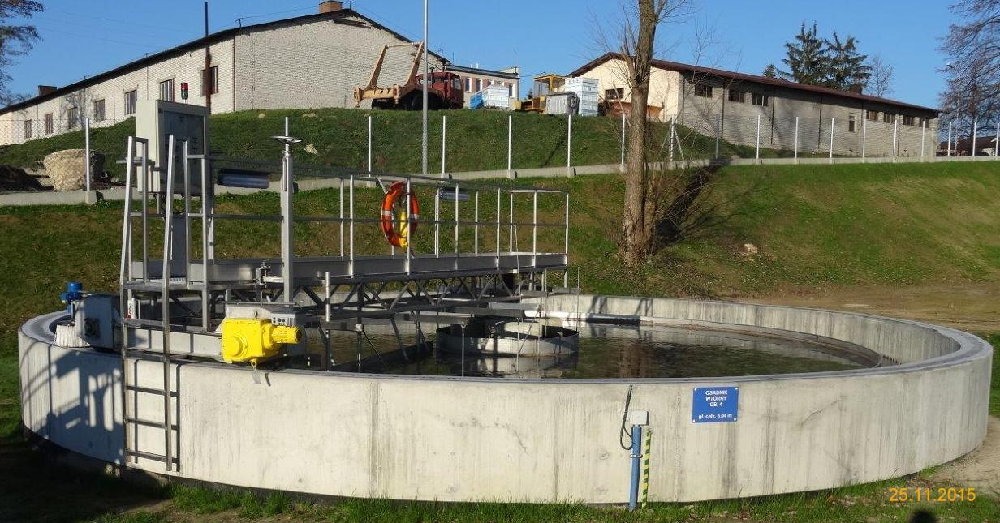 OSADNIK
WTÓRNY
OB. 4
gł. całk. 5,04 m
25.11.2015